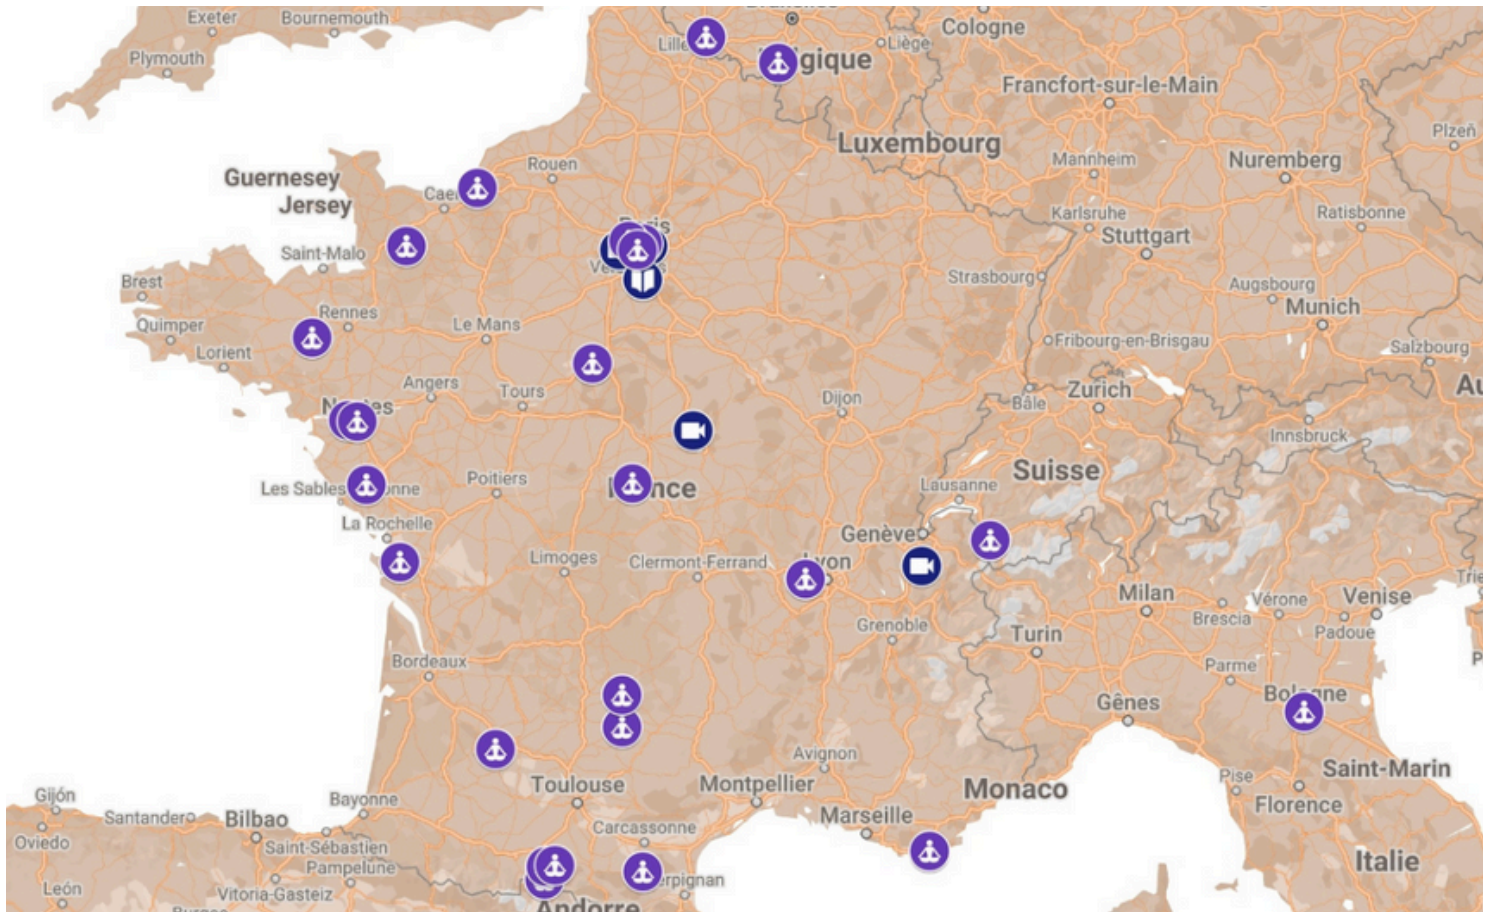 Exeter
Bournemouth
Plymouth
Lille
gique
Liège
Cologne
Francfort-sur-le-Main
Plzeň
Luxembourg
Mannheim
Nuremberg
Rouen
Guernesey
Jersey
Karlsruhe
Ratisbonne
Stuttgart
Saint-Malo
Strasbourg
Brest
Augsbourg
Munich
Rennes
Quimper
Le Mans
Lorient
Fribourg-en-Brisgau
Salzbourg
Angers
Tours
Dijon
Bâle
Zurich
Innsbruck
Poitiers
Les Sables
onne
nce
Suisse
Lausanne
La Rochelle
Genève
Limoges
Clermont-Ferrand
yon
Milan
Vérone
Venise
Brescia
Padoue
Grenoble
Turin
Bordeaux
Parme
Gênes
Avignon
Toulouse
Montpellier
Monaco
Pise
Saint-Marin
Florence
Gijón
Santander
Bilbao
Bayonne
Marseille
Carcassonne
Oviedo
Saint-Sébastien
Pampelune
Italie
León
Vitoria-Gasteiz
erpignan
Andorre